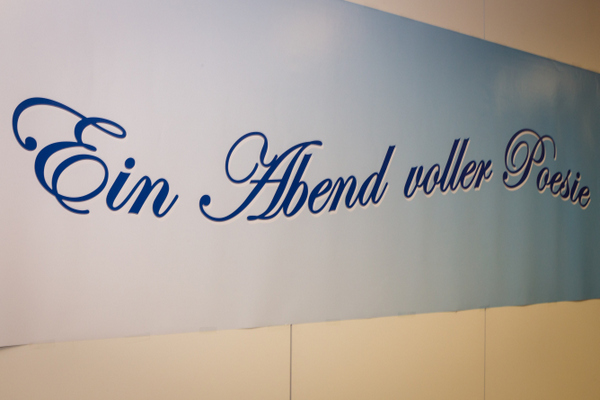 Ein Abend voller Poesie